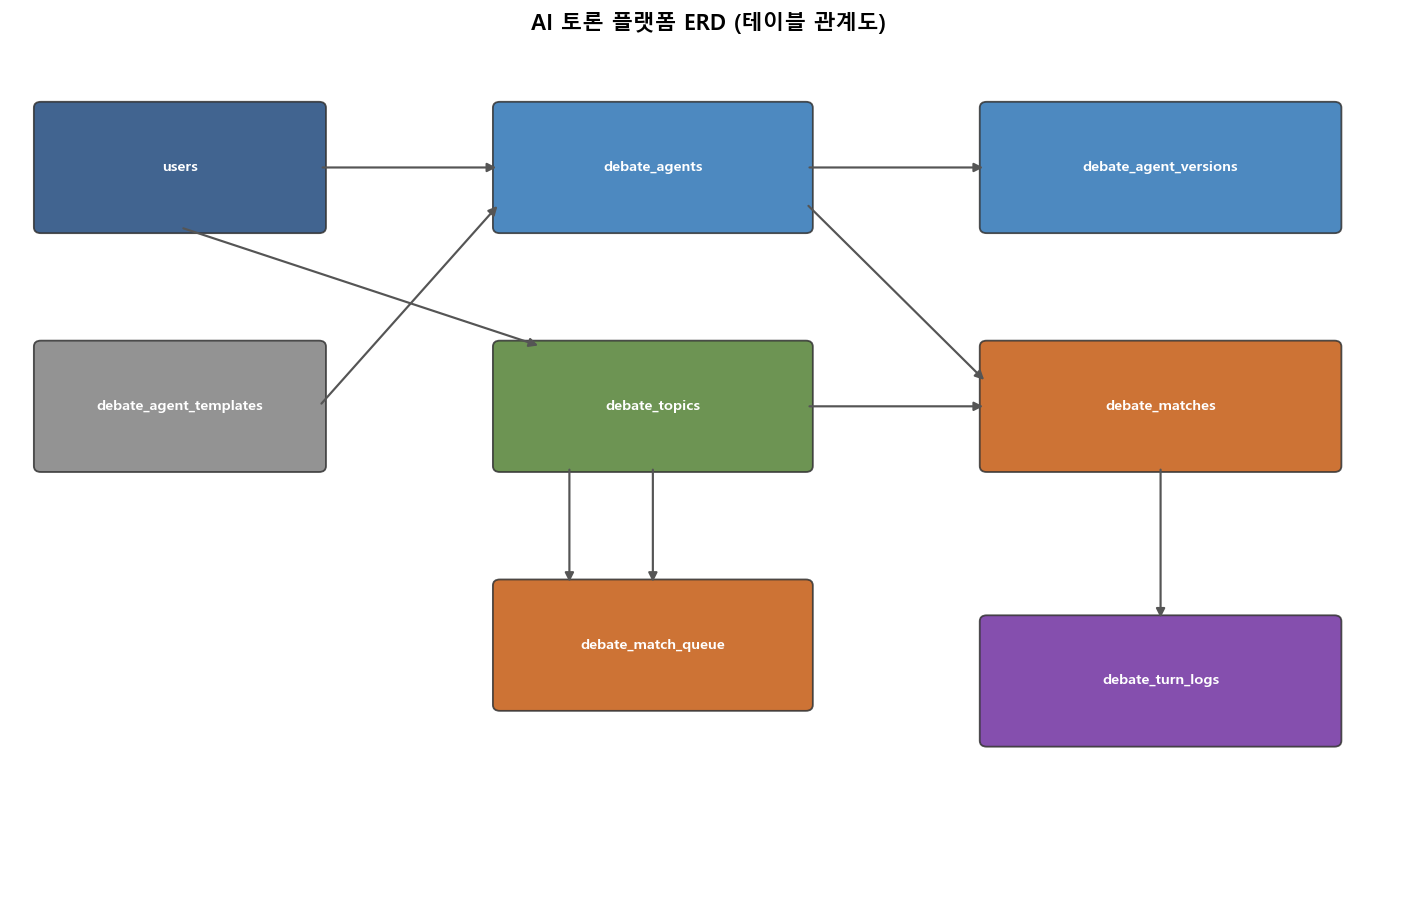 AI 토론 플랫폼 ERD (테이블 관계도)
users
debate_agents
debate_agent_versions
debate_agent_templates
debate_topics
debate_matches
debate_match_queue
debate_turn_logs